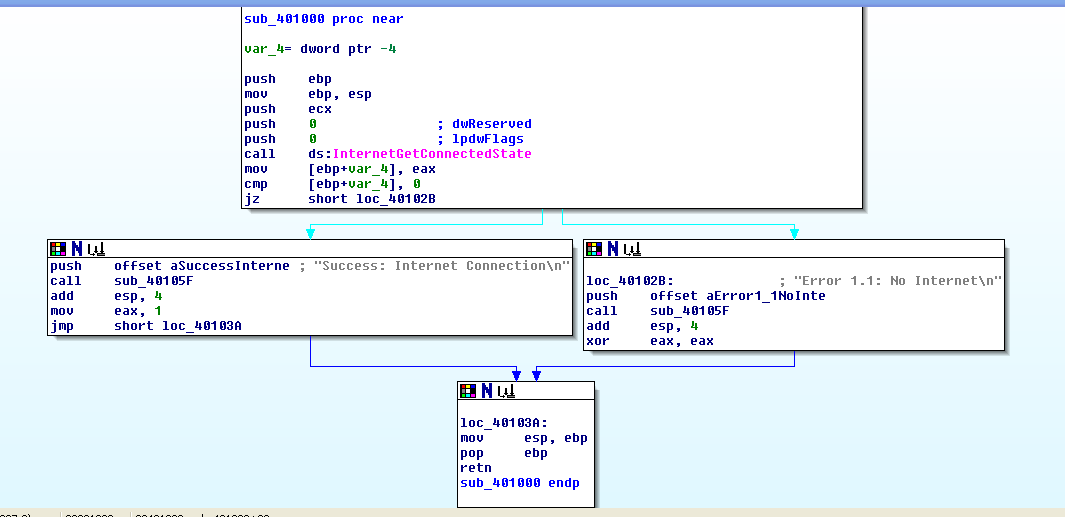 sub_401000 proc near
var_4= dword ptr -4
push    ebp
mov     ebp, esp
push    ecx
push    0               ; dwReserved
push    0               ; lpdwFlags
call    ds:InternetGetConnectedState
mov     [ebp+var_4], eax
cmp     [ebp+var_4], 0
jz      short loc_40102B
push    offset aSuccessInterne ; "Success: Internet Connection\n"
call    sub_40105F
add     esp, 4
mov     eax, 1
jmp     short loc_40103A
loc_40102B:             ; "Error 1.1: No Internet\n"
push    offset aError1_1NoInte
call    sub_40105F
add     esp, 4
xor     eax, eax
loc_40103A:
mov     esp, ebp
pop     ebp
retn
sub_401000 endp